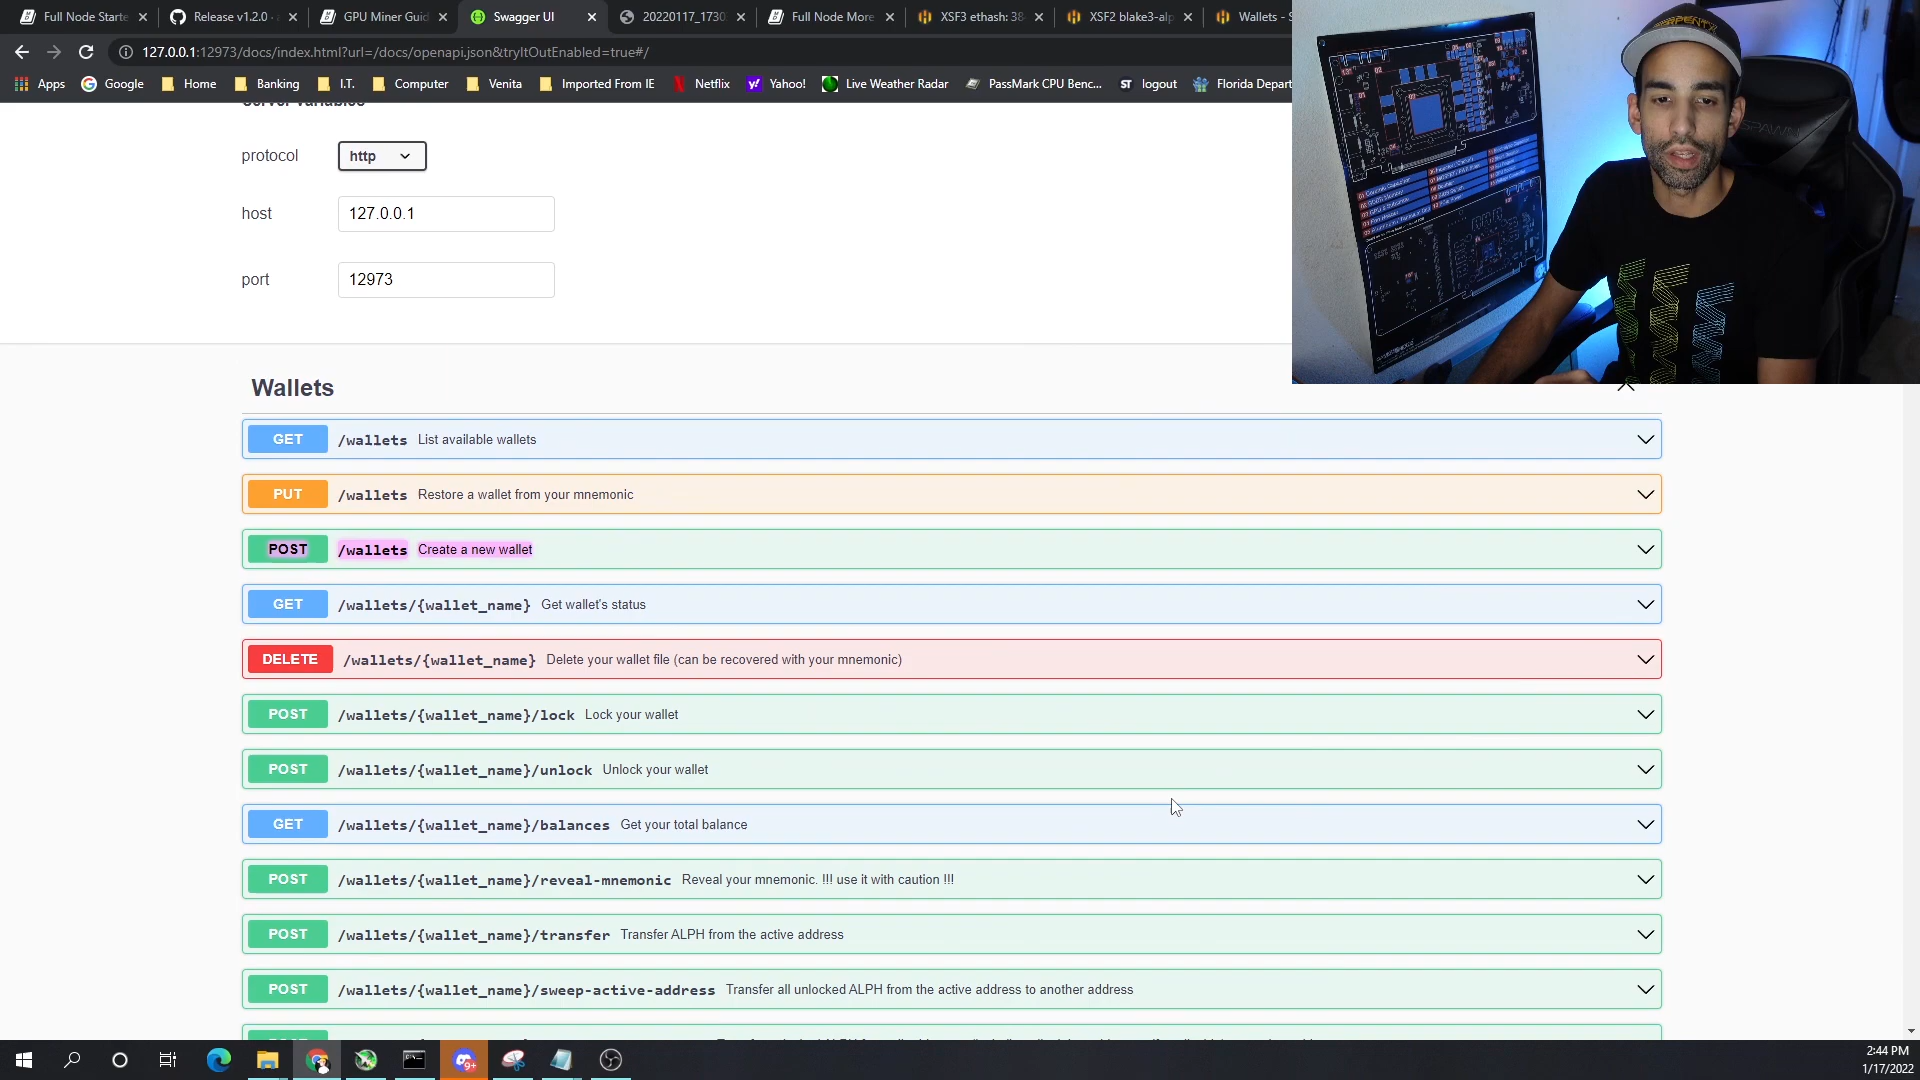 Full Node Starte
Release v1.2.0 · a
GPU Miner Guid
Swagger UI
20220117_1730
Full Node More
XSF3 ethash: 38
XSF2 blake3-alp
Wallets - S
127.0.0.1:12973/docs/index.html?url=/docs/openapi.json&tryItOutEnabled=true#/
Apps
Google
Home
Banking
I.T.
Computer
Venita
Imported From IE
Netflix
Yahoo!
Live Weather Radar
PassMark CPU Benc...
ST logout
Florida Depart
Server variables
protocol
http
host
127.0.0.1
port
12973
Wallets
GET /wallets List available wallets
PUT /wallets Restore a wallet from your mnemonic
POST /wallets Create a new wallet
GET /wallets/{wallet_name} Get wallet's status
DELETE /wallets/{wallet_name} Delete your wallet file (can be recovered with your mnemonic)
POST /wallets/{wallet_name}/lock Lock your wallet
POST /wallets/{wallet_name}/unlock Unlock your wallet
GET /wallets/{wallet_name}/balances Get your total balance
POST /wallets/{wallet_name}/reveal-mnemonic Reveal your mnemonic. !!! use it with caution !!!
POST /wallets/{wallet_name}/transfer Transfer ALPH from the active address
POST /wallets/{wallet_name}/sweep-active-address Transfer all unlocked ALPH from the active address to another address
9+
2:44 PM
1/17/2022